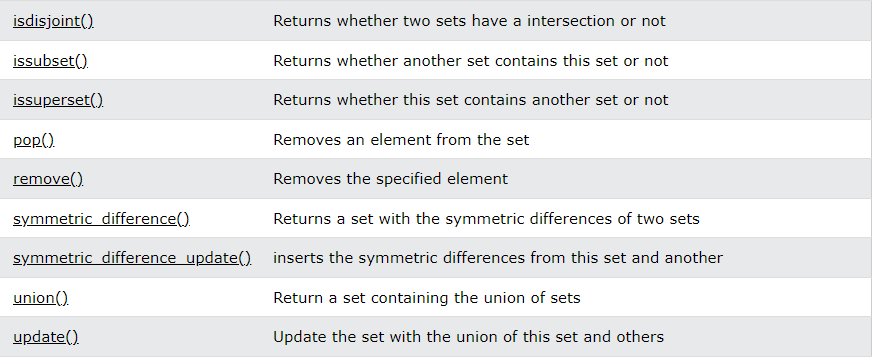 isdisjoint() Returns whether two sets have a intersection or not
issubset() Returns whether another set contains this set or not
issuperset() Returns whether this set contains another set or not
pop() Removes an element from the set
remove() Removes the specified element
symmetric_difference() Returns a set with the symmetric differences of two sets
symmetric_difference_update() inserts the symmetric differences from this set and another
union() Return a set containing the union of sets
update() Update the set with the union of this set and others